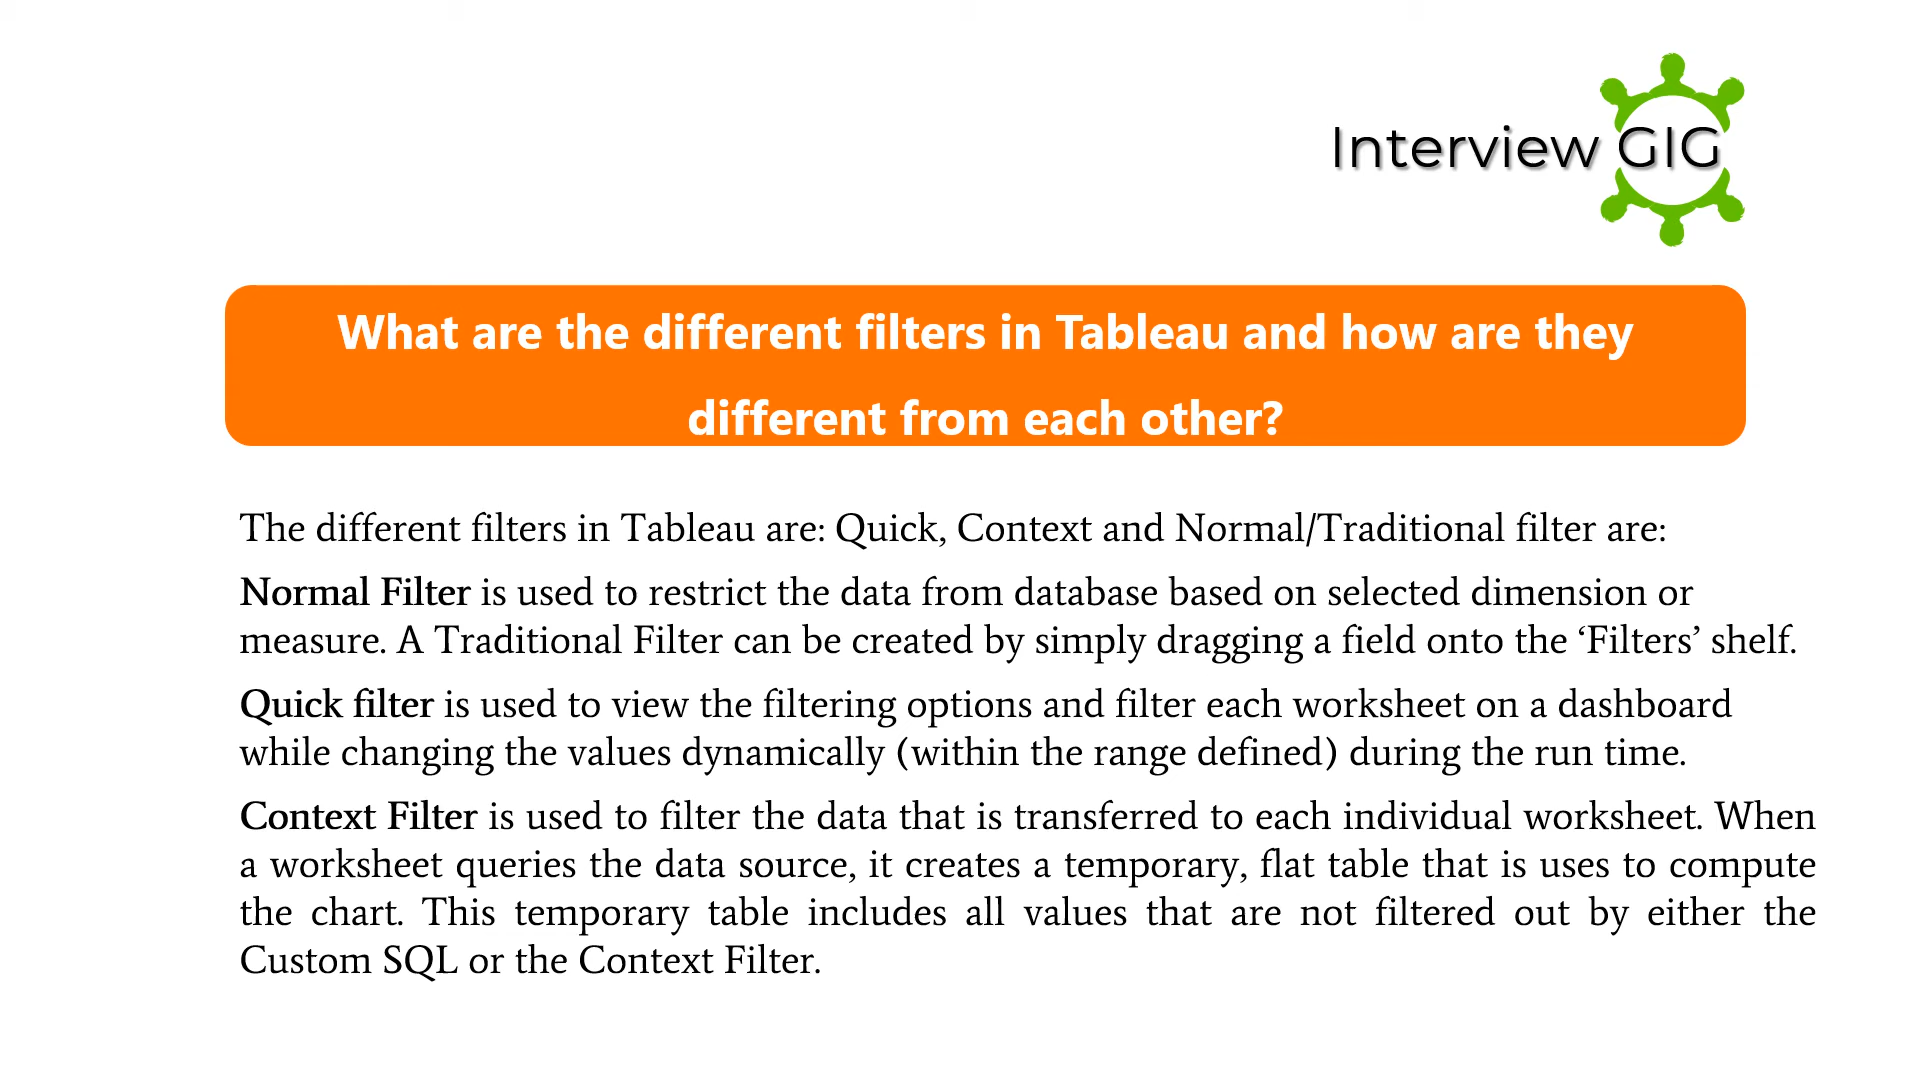 Interview GIG
What are the different filters in Tableau and how are they
different from each other?
The different filters in Tableau are: Quick, Context and Normal/Traditional filter are:
Normal Filter is used to restrict the data from database based on selected dimension or
measure. A Traditional Filter can be created by simply dragging a field onto the ‘Filters’ shelf.
Quick filter is used to view the filtering options and filter each worksheet on a dashboard
while changing the values dynamically (within the range defined) during the run time.
Context Filter is used to filter the data that is transferred to each individual worksheet. When
a worksheet queries the data source, it creates a temporary, flat table that is uses to compute
the chart. This temporary table includes all values that are not filtered out by either the
Custom SQL or the Context Filter.